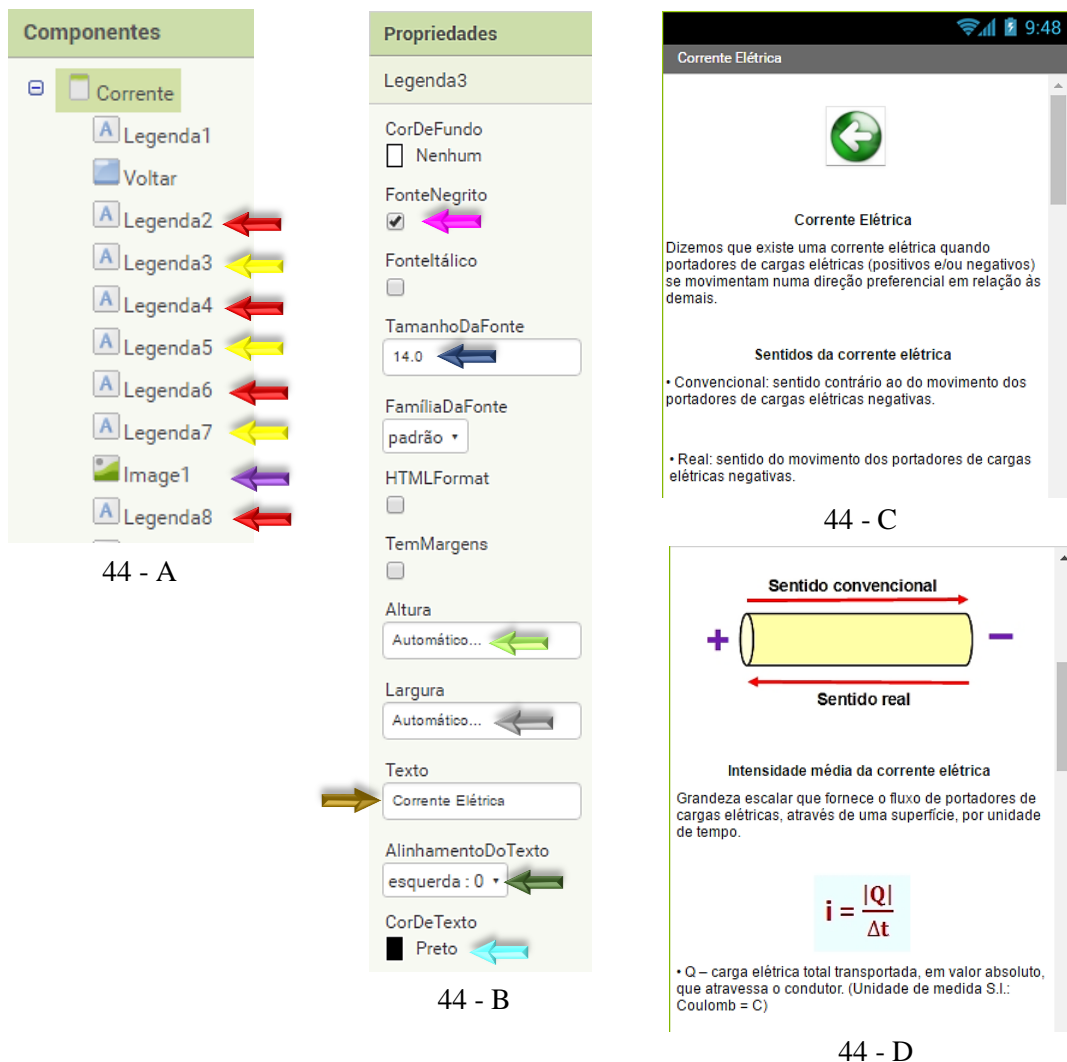 Componentes
Corrente
A Legenda1
Voltar
A Legenda2
A Legenda3
A Legenda4
A Legenda5
A Legenda6
A Legenda7
Image1
A Legenda8
44 - A
Propriedades
Legenda3
CorDeFundo
Nenhum
FonteNegrito
FonteItálico
TamanhoDaFonte
14.0
FamíliaDaFonte
padrão
HTMLFormat
TemMargens
Altura
Automático...
Largura
Automático...
Texto
Corrente Elétrica
AlinhamentoDoTexto
esquerda : 0
CorDeTexto
Preto
44 - B
9:48
Corrente Elétrica
Corrente Elétrica
Dizemos que existe uma corrente elétrica quando
portadores de cargas elétricas (positivos e/ou negativos)
se movimentam numa direção preferencial em relação às
demais.
Sentidos da corrente elétrica
• Convencional: sentido contrário ao do movimento dos
portadores de cargas elétricas negativas.
• Real: sentido do movimento dos portadores de cargas
elétricas negativas.
44 - C
Sentido convencional
+ −
Sentido real
Intensidade média da corrente elétrica
Grandeza escalar que fornece o fluxo de portadores de
cargas elétricas, através de uma superfície, por unidade
de tempo.
i = |Q| / Δt
• Q – carga elétrica total transportada, em valor absoluto,
que atravessa o condutor. (Unidade de medida S.I.:
Coulomb = C)
44 - D